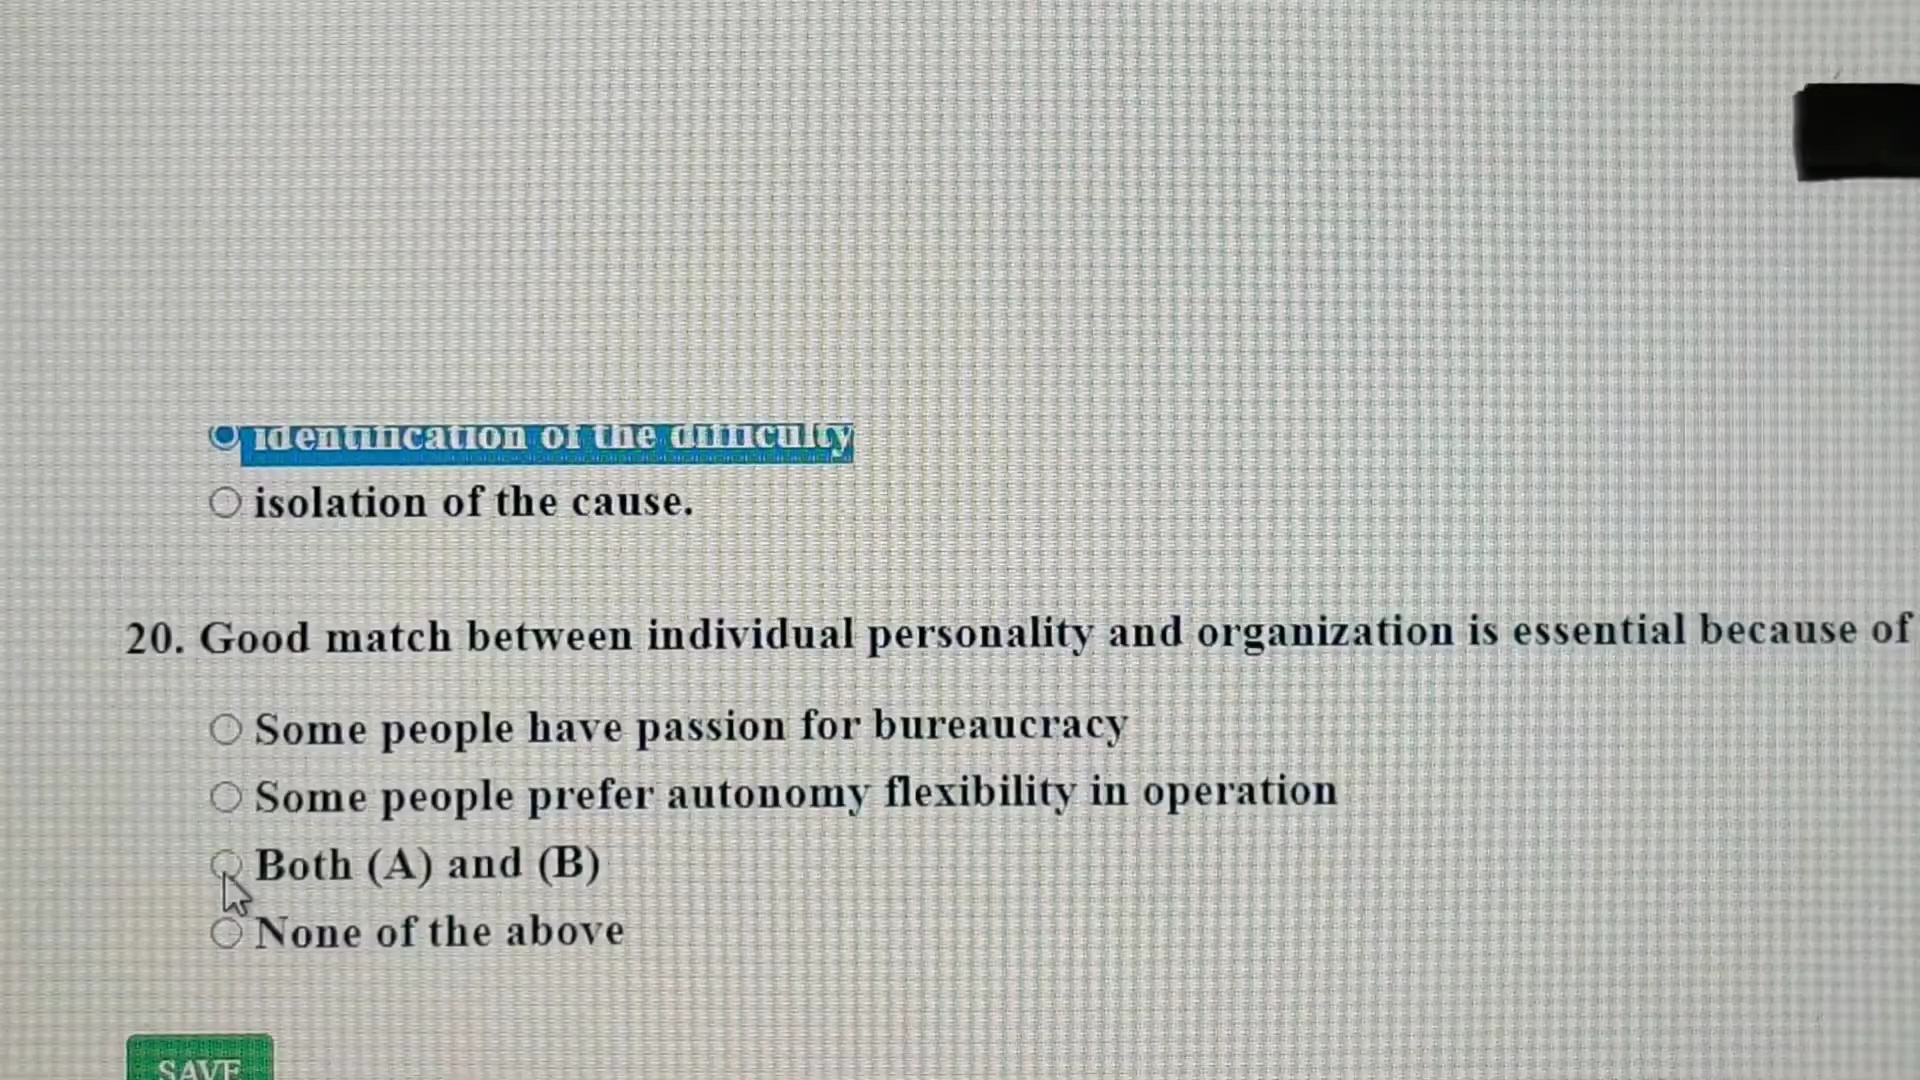 identification of the difficulty
isolation of the cause.
20. Good match between individual personality and organization is essential because of
Some people have passion for bureaucracy
Some people prefer autonomy flexibility in operation
Both (A) and (B)
None of the above
SAVE